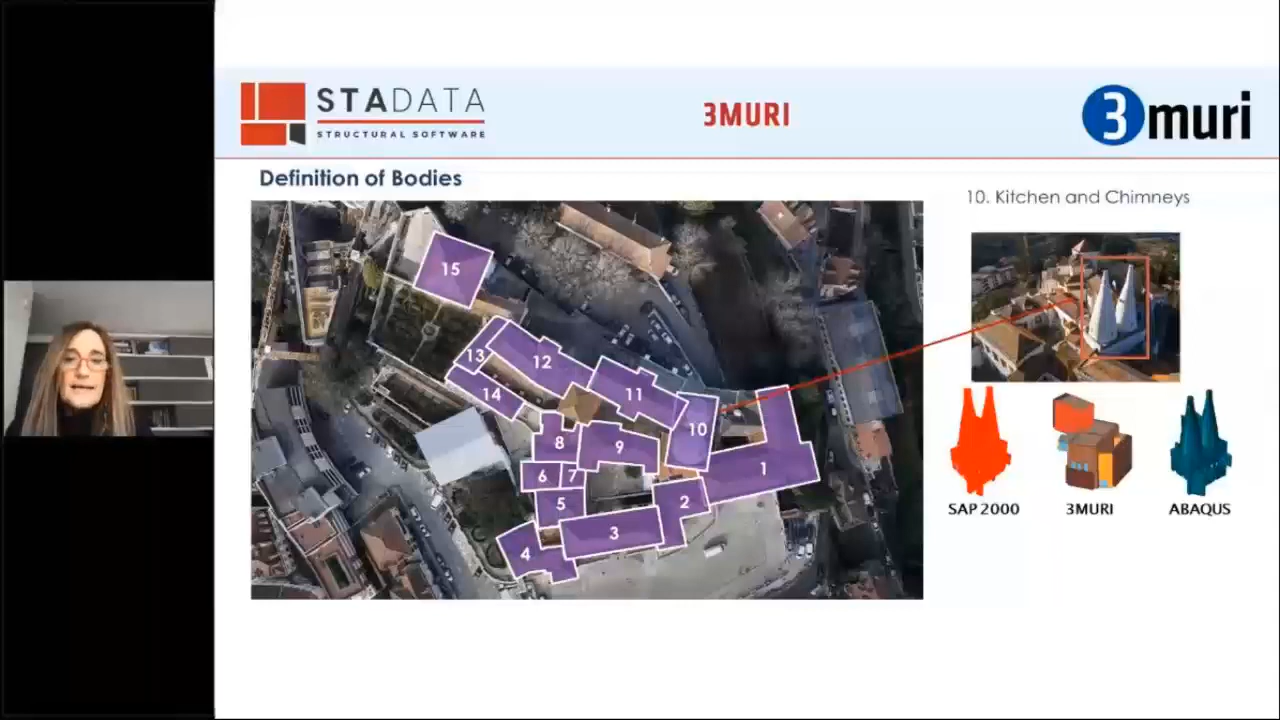 STADATA
STRUCTURAL SOFTWARE
3MURI
3muri
Definition of Bodies
10. Kitchen and Chimneys
15
13
12
14
11
10
8
9
1
6
7
5
2
3
4
SAP 2000
3MURI
ABAQUS